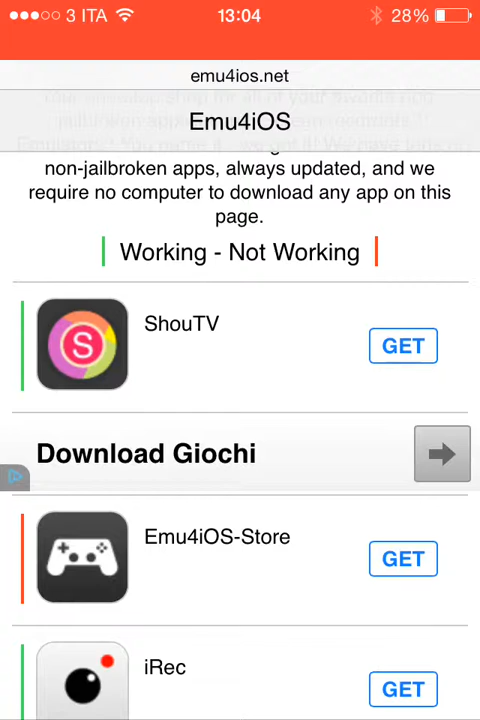 3 ITA 13:04 28%
emu4ios.net
Emu4iOS
non-jailbroken apps, always updated, and we
require no computer to download any app on this
page.
Working - Not Working
ShouTV
GET
S
Download Giochi
Emu4iOS-Store
GET
iRec
GET